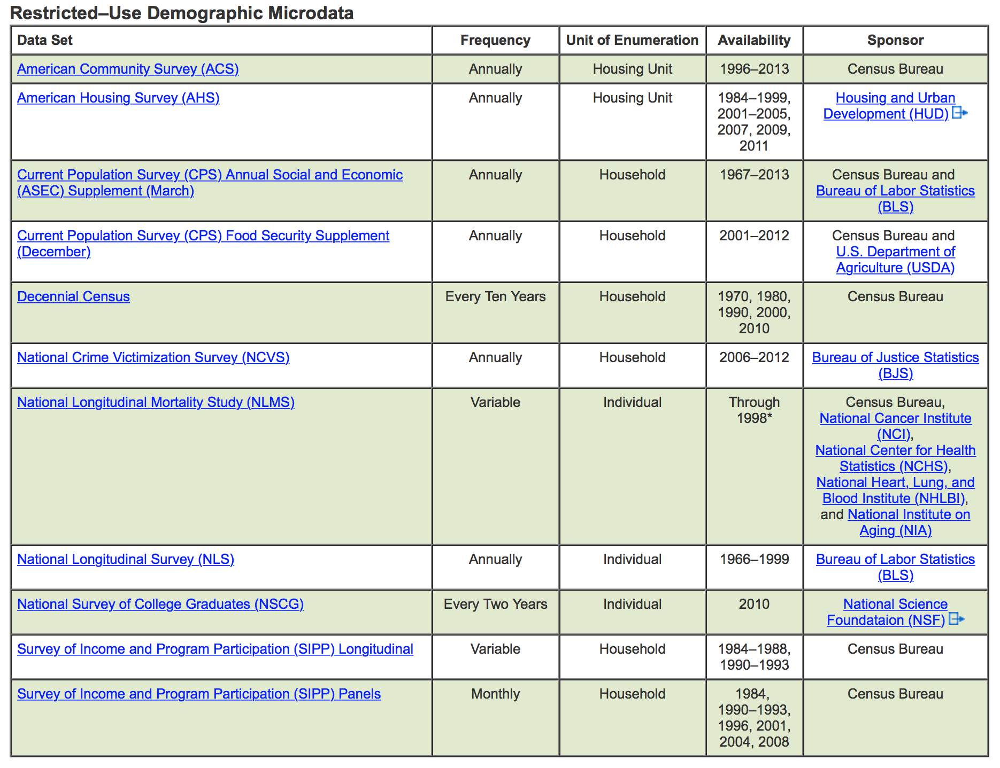 Restricted–Use Demographic Microdata
Data Set Frequency Unit of Enumeration Availability Sponsor
American Community Survey (ACS) Annually Housing Unit 1996–2013 Census Bureau
American Housing Survey (AHS) Annually Housing Unit 1984–1999, Housing and Urban
2001–2005, Development (HUD)
2007, 2009,
2011
Current Population Survey (CPS) Annual Social and Economic Annually Household 1967–2013 Census Bureau and
(ASEC) Supplement (March) Bureau of Labor Statistics
(BLS)
Current Population Survey (CPS) Food Security Supplement Annually Household 2001–2012 Census Bureau and
(December) U.S. Department of
Agriculture (USDA)
Decennial Census Every Ten Years Household 1970, 1980, Census Bureau
1990, 2000,
2010
National Crime Victimization Survey (NCVS) Annually Household 2006–2012 Bureau of Justice Statistics
(BJS)
National Longitudinal Mortality Study (NLMS) Variable Individual Through Census Bureau,
1998* National Cancer Institute
(NCI),
National Center for Health
Statistics (NCHS),
National Heart, Lung, and
Blood Institute (NHLBI),
and National Institute on
Aging (NIA)
National Longitudinal Survey (NLS) Annually Individual 1966–1999 Bureau of Labor Statistics
(BLS)
National Survey of College Graduates (NSCG) Every Two Years Individual 2010 National Science
Foundataion (NSF)
Survey of Income and Program Participation (SIPP) Longitudinal Variable Household 1984–1988, Census Bureau
1990–1993
Survey of Income and Program Participation (SIPP) Panels Monthly Household 1984, Census Bureau
1990–1993,
1996, 2001,
2004, 2008